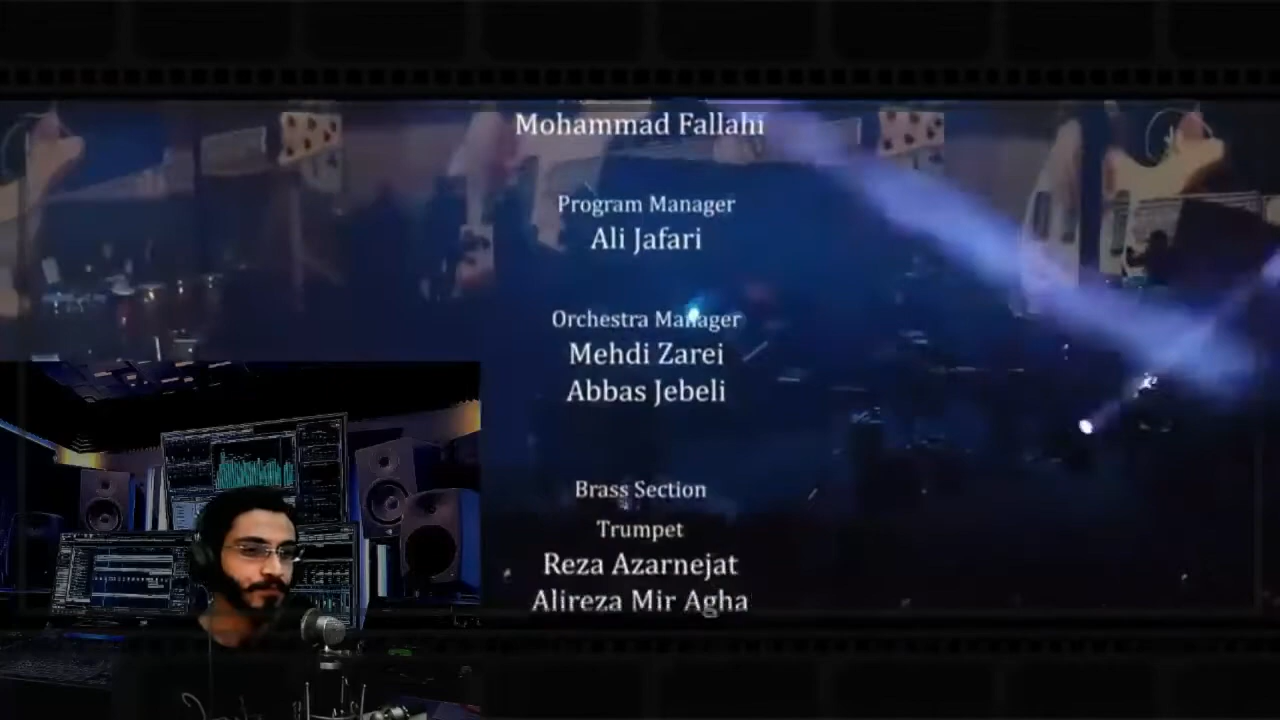 Mohammad Fallahi
Program Manager
Ali Jafari
Orchestra Manager
Mehdi Zarei
Abbas Jebeli
Brass Section
Trumpet
Reza Azarnejat
Alireza Mir Agha